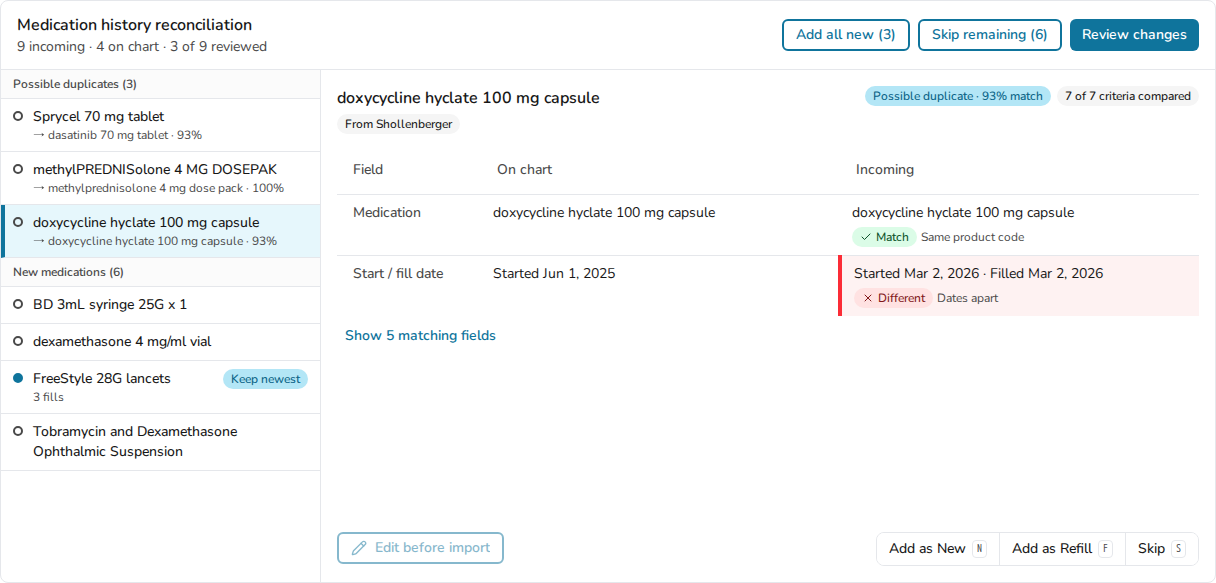 Medication history reconciliation
9 incoming · 4 on chart · 3 of 9 reviewed
Add all new (3)
Skip remaining (6)
Review changes
Possible duplicates (3)
Sprycel 70 mg tablet
→ dasatinib 70 mg tablet · 93%
methylPREDNISolone 4 MG DOSEPAK
→ methylprednisolone 4 mg dose pack · 100%
doxycycline hyclate 100 mg capsule
→ doxycycline hyclate 100 mg capsule · 93%
New medications (6)
BD 3mL syringe 25G x 1
dexamethasone 4 mg/ml vial
FreeStyle 28G lancets
Keep newest
3 fills
Tobramycin and Dexamethasone
Ophthalmic Suspension
doxycycline hyclate 100 mg capsule
Possible duplicate · 93% match
7 of 7 criteria compared
From Shollenberger
Field
On chart
Incoming
Medication
doxycycline hyclate 100 mg capsule
doxycycline hyclate 100 mg capsule
Match
Same product code
Start / fill date
Started Jun 1, 2025
Started Mar 2, 2026 · Filled Mar 2, 2026
Different
Dates apart
Show 5 matching fields
Edit before import
Add as New N
Add as Refill F
Skip S